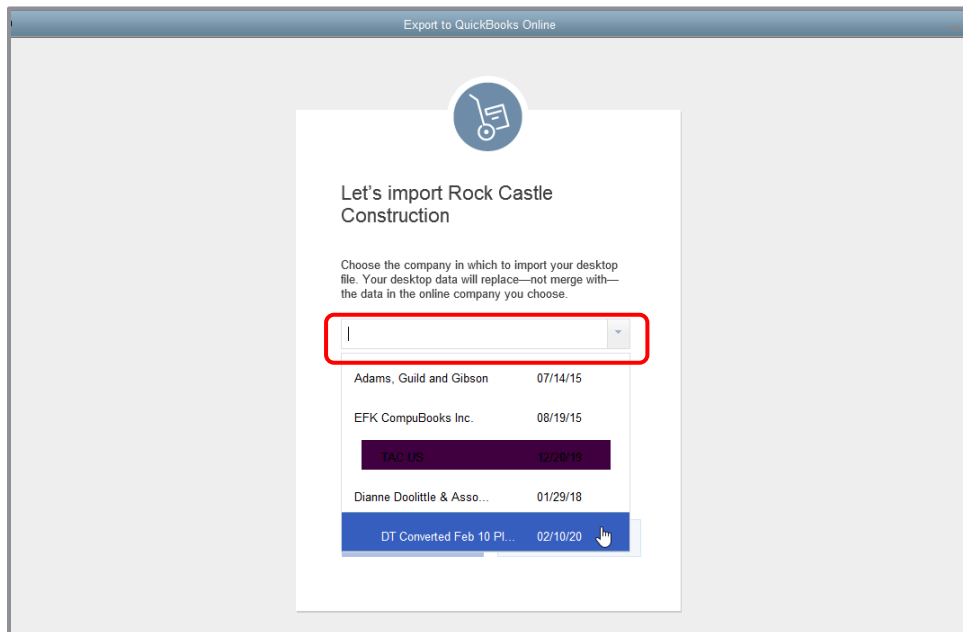 Export to QuickBooks Online
Let's import Rock Castle
Construction
Choose the company in which to import your desktop
file. Your desktop data will replace—not merge with—
the data in the online company you choose.
Adams, Guild and Gibson 07/14/15
EFK CompuBooks Inc. 08/19/15
TAC US
Dianne Doolittle & Asso... 01/29/18
DT Converted Feb 10 Pl... 02/10/20